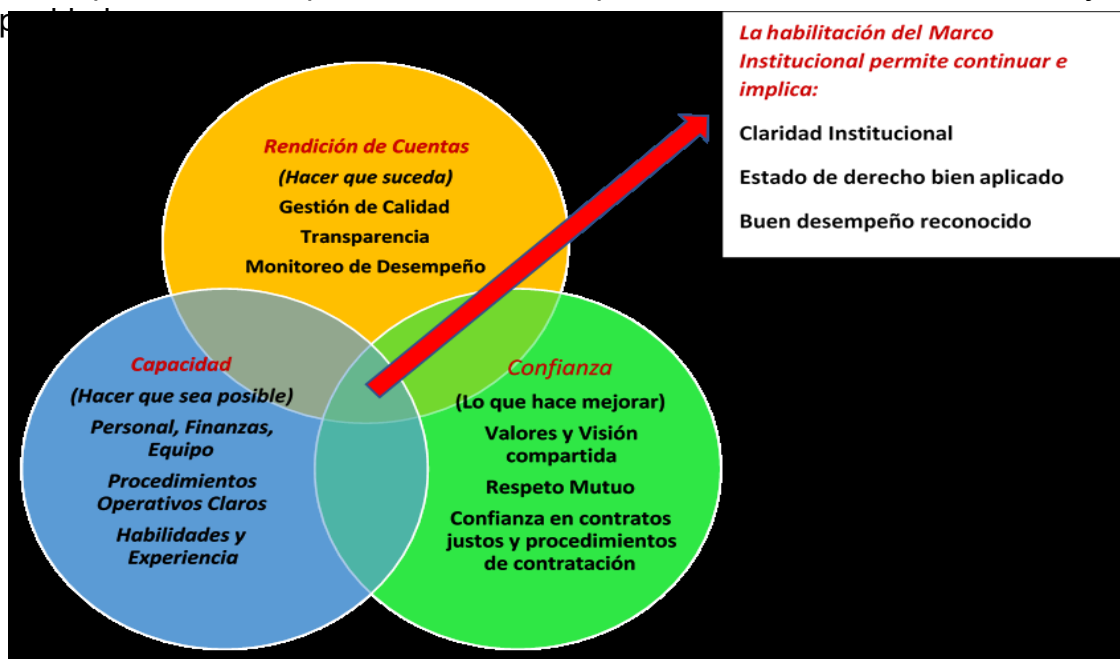 Rendición de Cuentas
(Hacer que suceda)
Gestión de Calidad
Transparencia
Monitoreo de Desempeño
Capacidad
(Hacer que sea posible)
Personal, Finanzas,
Equipo
Procedimientos
Operativos Claros
Habilidades y
Experiencia
Confianza
(Lo que hace mejorar)
Valores y Visión
compartida
Respeto Mutuo
Confianza en contratos
justos y procedimientos
de contratación
La habilitación del Marco
Institucional permite continuar e
implica:
Claridad Institucional
Estado de derecho bien aplicado
Buen desempeño reconocido